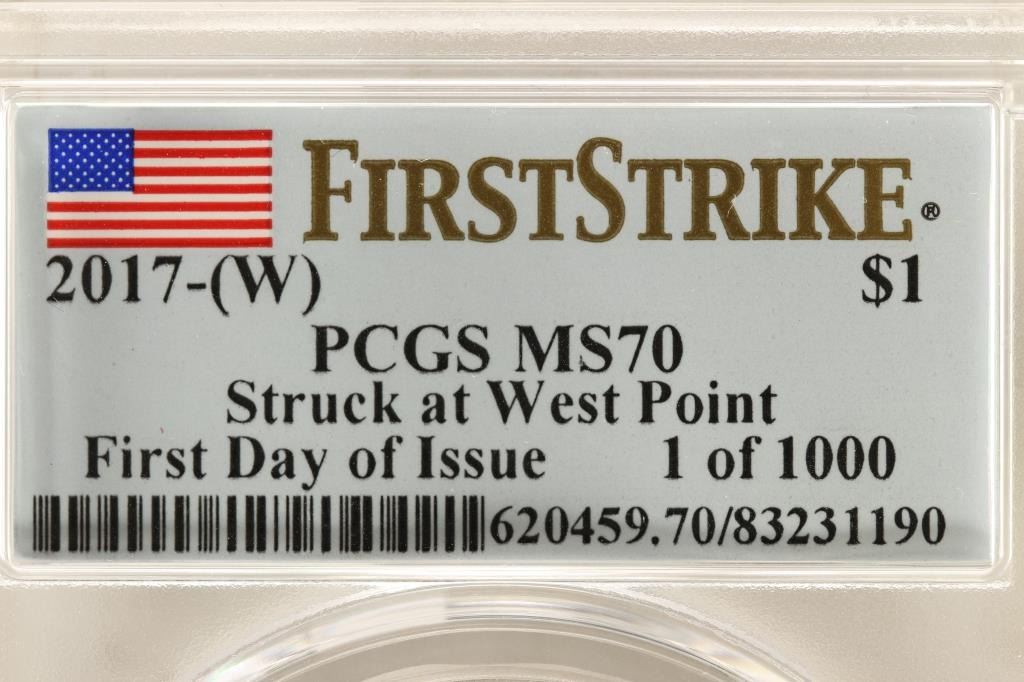 FIRSTSTRIKE®
2017-(W) $1
PCGS MS70
Struck at West Point
First Day of Issue 1 of 1000
620459.70/83231190